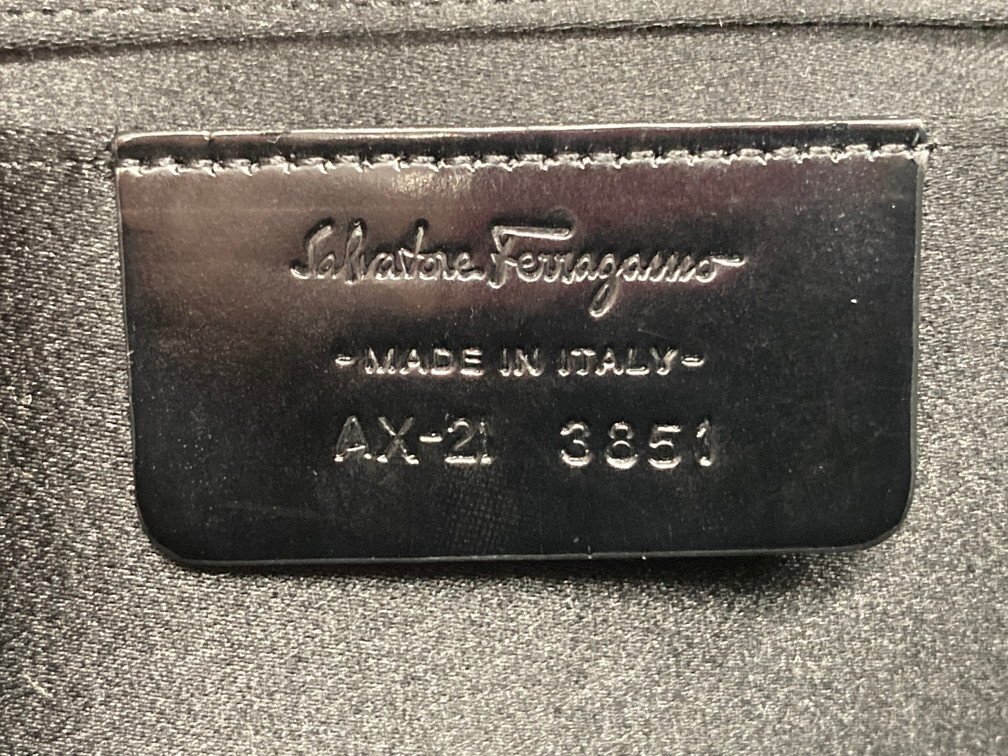 Salvatore Ferragamo
-MADE IN ITALY-
AX-21 3851